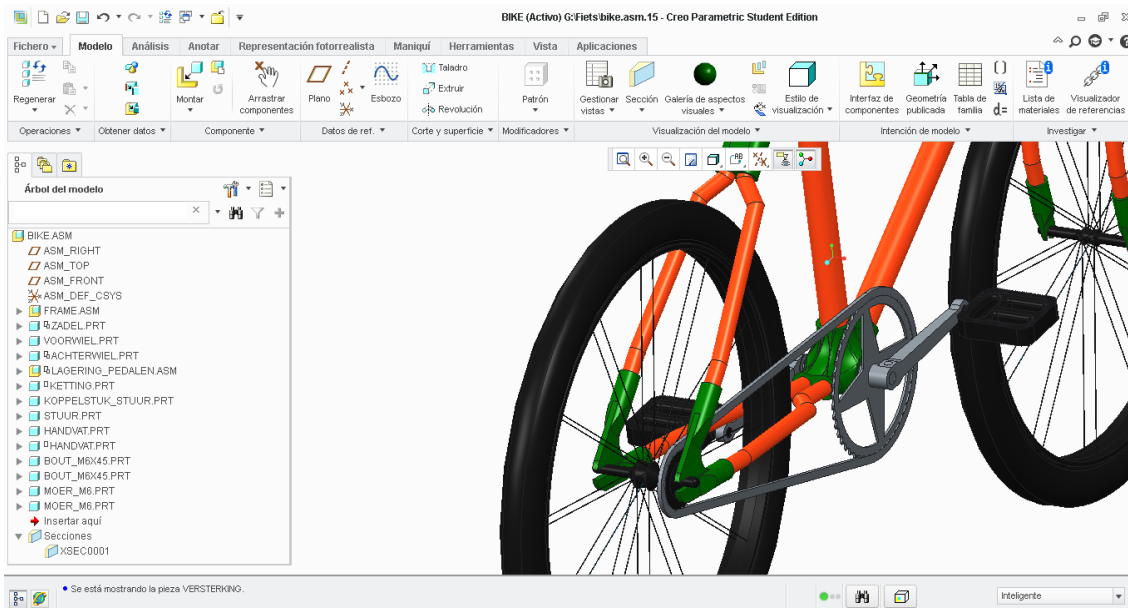 BIKE (Activo) G:\Fiets\bike.asm.15 - Creo Parametric Student Edition
Fichero Modelo Análisis Anotar Representación fotorrealista Maniquí Herramientas Vista Aplicaciones
Regenerar
Montar
Arrastrar componentes
Plano
Esbozo
Taladro
Extruir
Revolución
Patrón
Gestionar vistas
Sección
Galería de aspectos visuales
Estilo de visualización
Interfaz de componentes
Geometría publicada
Tabla de familia
d=
Lista de materiales
Visualizador de referencias
Operaciones Obtener datos Componente Datos de ref. Corte y superficie Modificadores Visualización del modelo Intención de modelo Investigar
Árbol del modelo
BIKE.ASM
ASM_RIGHT
ASM_TOP
ASM_FRONT
ASM_DEF_CSYS
FRAME.ASM
ZADEL.PRT
VOORWIEL.PRT
ACHTERWIEL.PRT
LAGERING_PEDALEN.ASM
KETTING.PRT
KOPPELSTUK_STUUR.PRT
STUUR.PRT
HANDVAT.PRT
HANDVAT.PRT
BOUT_M6X45.PRT
BOUT_M6X45.PRT
MOER_M6.PRT
MOER_M6.PRT
Insertar aquí
Secciones
XSEC0001
Se está mostrando la pieza VERSTERKING.
Inteligente